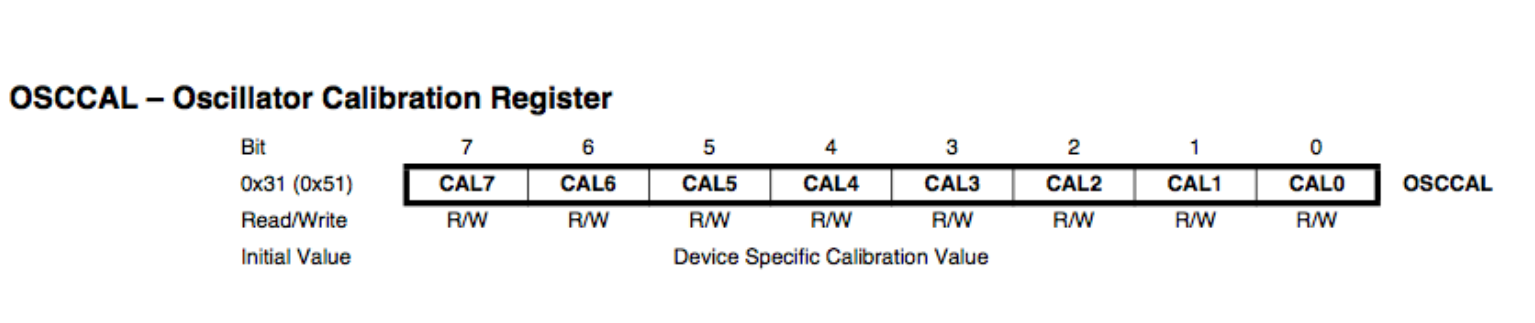 OSCCAL – Oscillator Calibration Register
Bit 7 6 5 4 3 2 1 0
0x31 (0x51) CAL7 CAL6 CAL5 CAL4 CAL3 CAL2 CAL1 CAL0 OSCCAL
Read/Write R/W R/W R/W R/W R/W R/W R/W R/W
Initial Value Device Specific Calibration Value